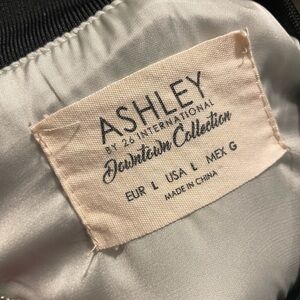 ASHLEY
BY 26 INTERNATIONAL
Downtown Collection
EUR L USA L MEX G
MADE IN CHINA